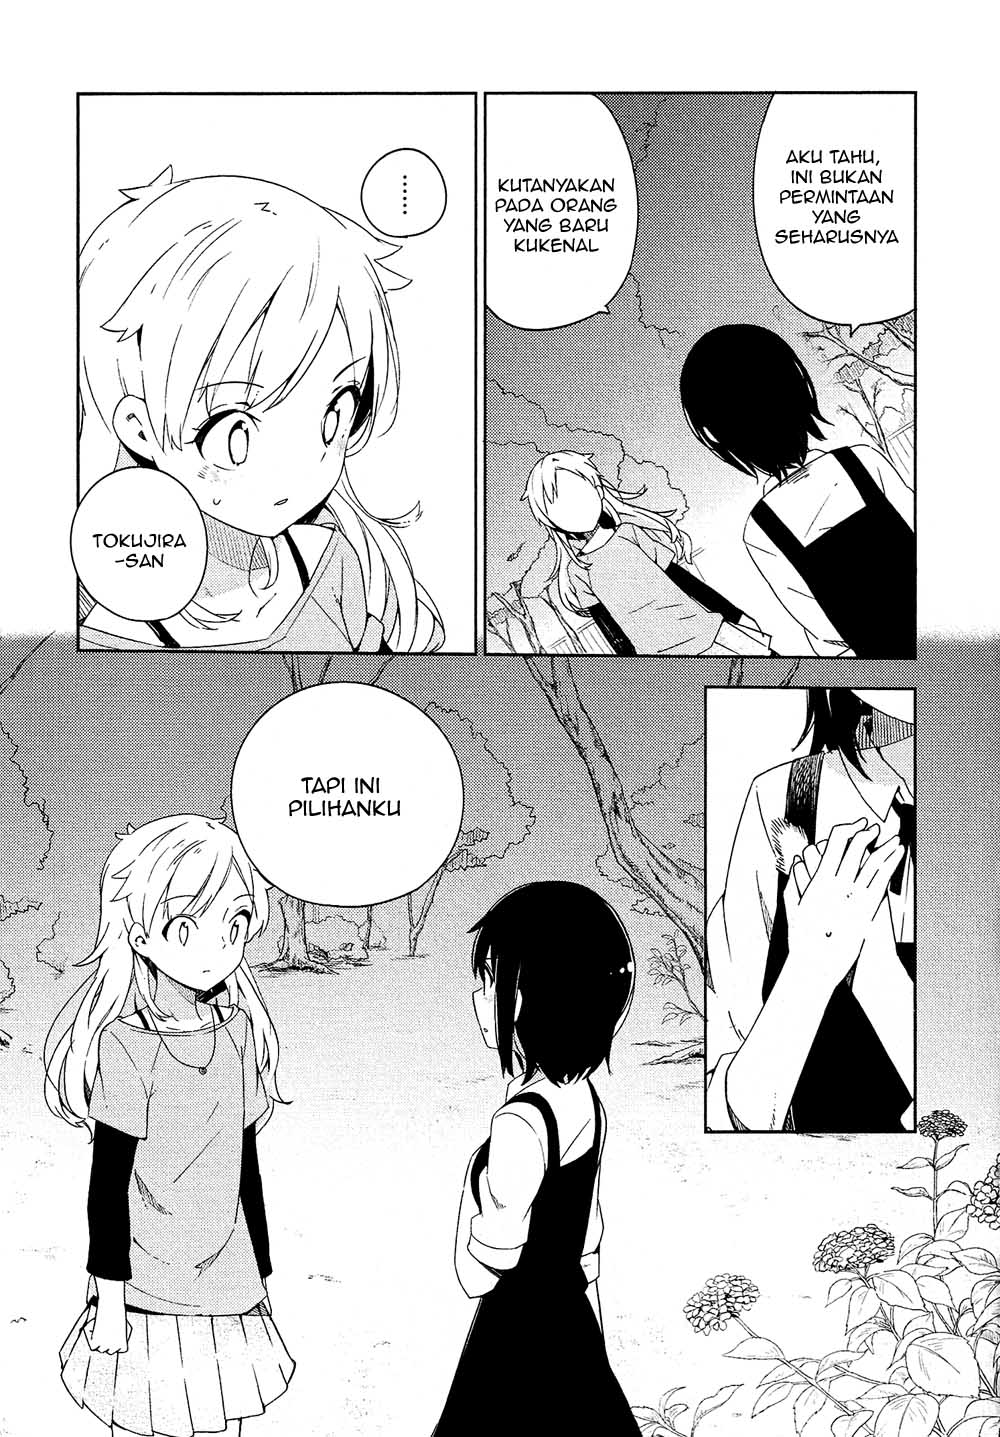 AKU TAHU,
INI BUKAN
PERMINTAAN
YANG
SEHARUSNYA
KUTANYAKAN
PADA ORANG
YANG BARU
KUKENAL
........
TOKUJIRA
-SAN
TAPI INI
PILIHANKU